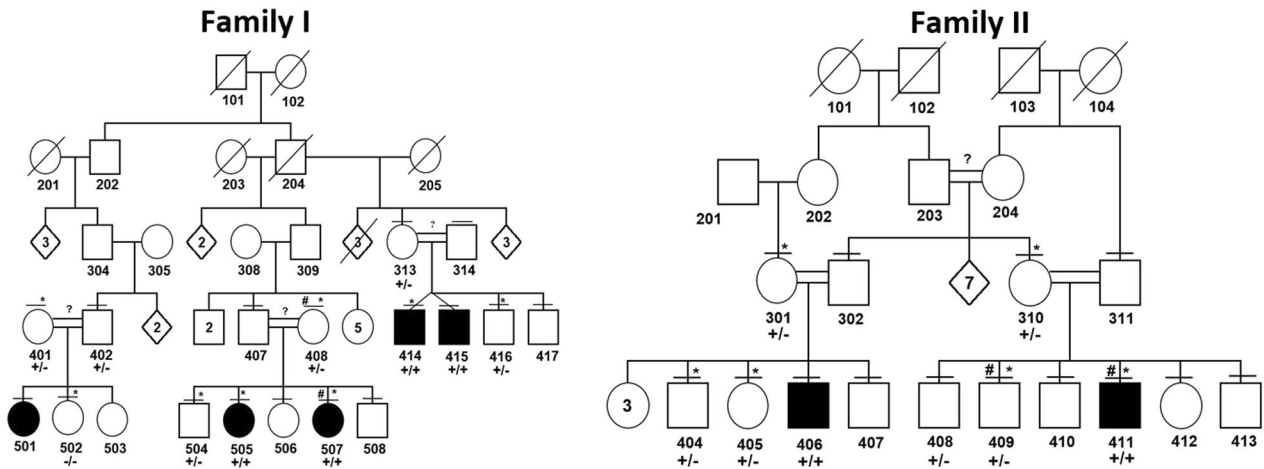 Family I
Family II
101 102
201 202 203 204 205
3 304 305 2 308 309 3 ? 3
313 314
+/-
* ? 2 2 ? # * 5 * *
401 402 407 408 414 415 416 417
+/- +/- +/- +/+ +/+ +/-
* * * # *
501 502 503 504 505 506 507 508
-/- +/- +/+ +/+
101 102 103 104
?
201 202 203 204
* 7 *
301 302 310 311
+/- +/-
3 * * # * # *
404 405 406 407 408 409 410 411 412 413
+/- +/- +/+ +/- +/- +/+